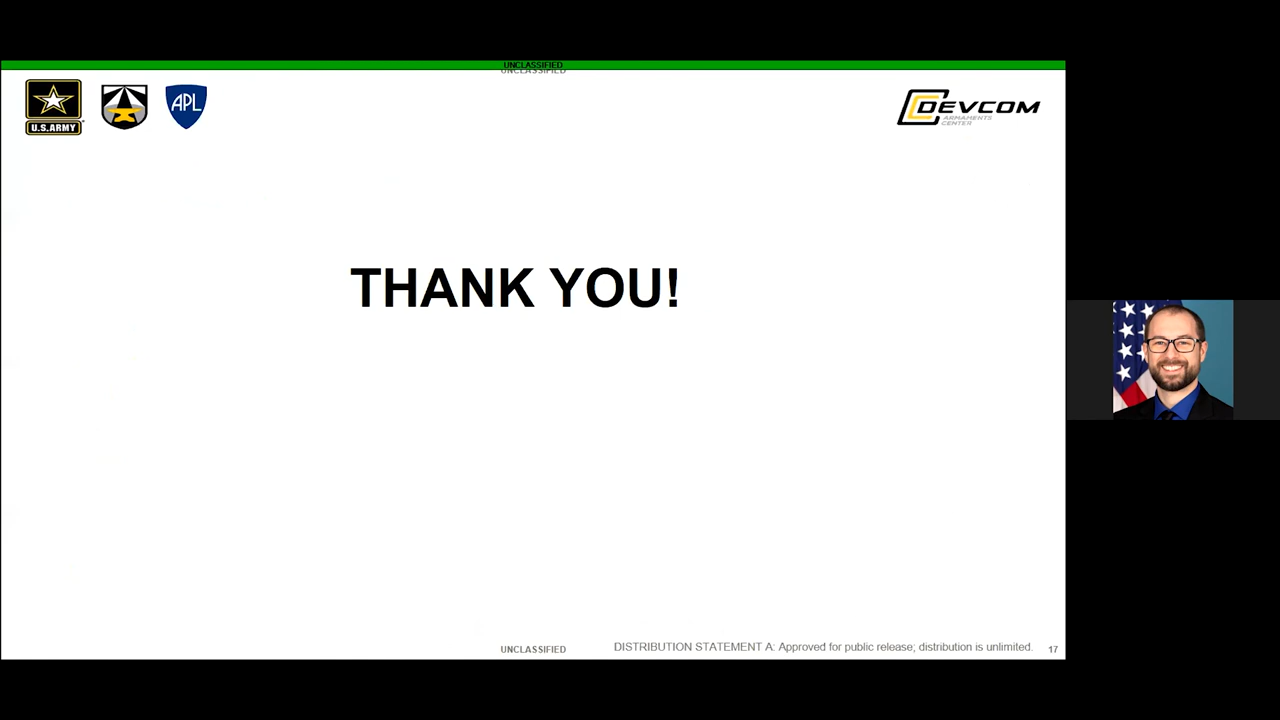 UNCLASSIFIED
UNCLASSIFIED
U.S.ARMY
APL
DEVCOM
ARMAMENTS
CENTER
THANK YOU!
UNCLASSIFIED
DISTRIBUTION STATEMENT A: Approved for public release; distribution is unlimited.
17